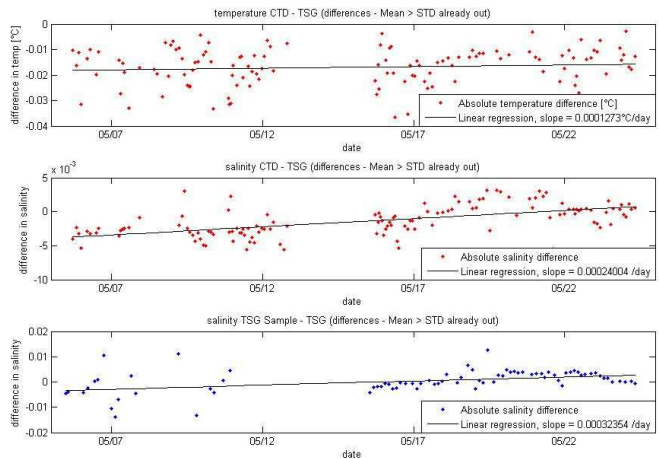 temperature CTD - TSG (differences - Mean > STD already out)
difference in temp [°C]
0
-0.01
-0.02
-0.03
-0.04
05/07
05/12
05/17
05/22
date
Absolute temperature difference [°C]
Linear regression, slope = 0.0001273°C/day
salinity CTD - TSG (differences - Mean > STD already out)
x 10⁻³
difference in salinity
5
0
-5
-10
05/07
05/12
05/17
05/22
date
Absolute salinity difference
Linear regression, slope = 0.00024004 /day
salinity TSG Sample - TSG (differences - Mean > STD already out)
difference in salinity
0.02
0.01
0
-0.01
-0.02
05/07
05/12
05/17
05/22
date
Absolute salinity difference
Linear regression, slope = 0.00032354 /day